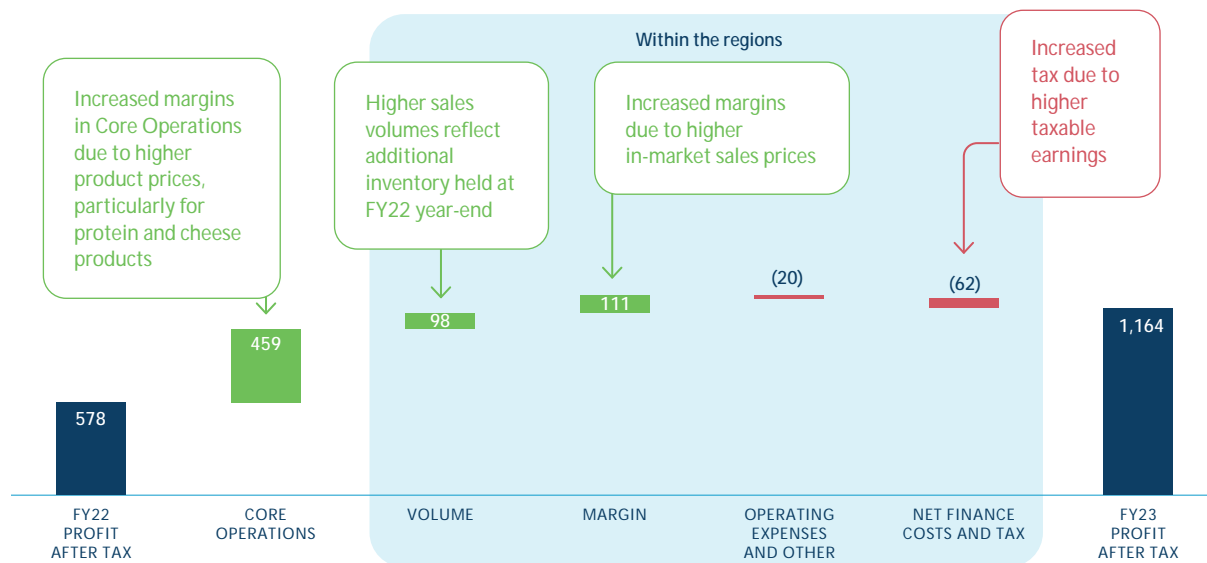 Within the regions
Increased margins
in Core Operations
due to higher
product prices,
particularly for
protein and cheese
products
Higher sales
volumes reflect
additional
inventory held at
FY22 year-end
Increased margins
due to higher
in-market sales prices
Increased
tax due to
higher
taxable
earnings
578
459
98
111
(20)
(62)
1,164
FY22
PROFIT
AFTER TAX
CORE
OPERATIONS
VOLUME
MARGIN
OPERATING
EXPENSES
AND OTHER
NET FINANCE
COSTS AND TAX
FY23
PROFIT
AFTER TAX